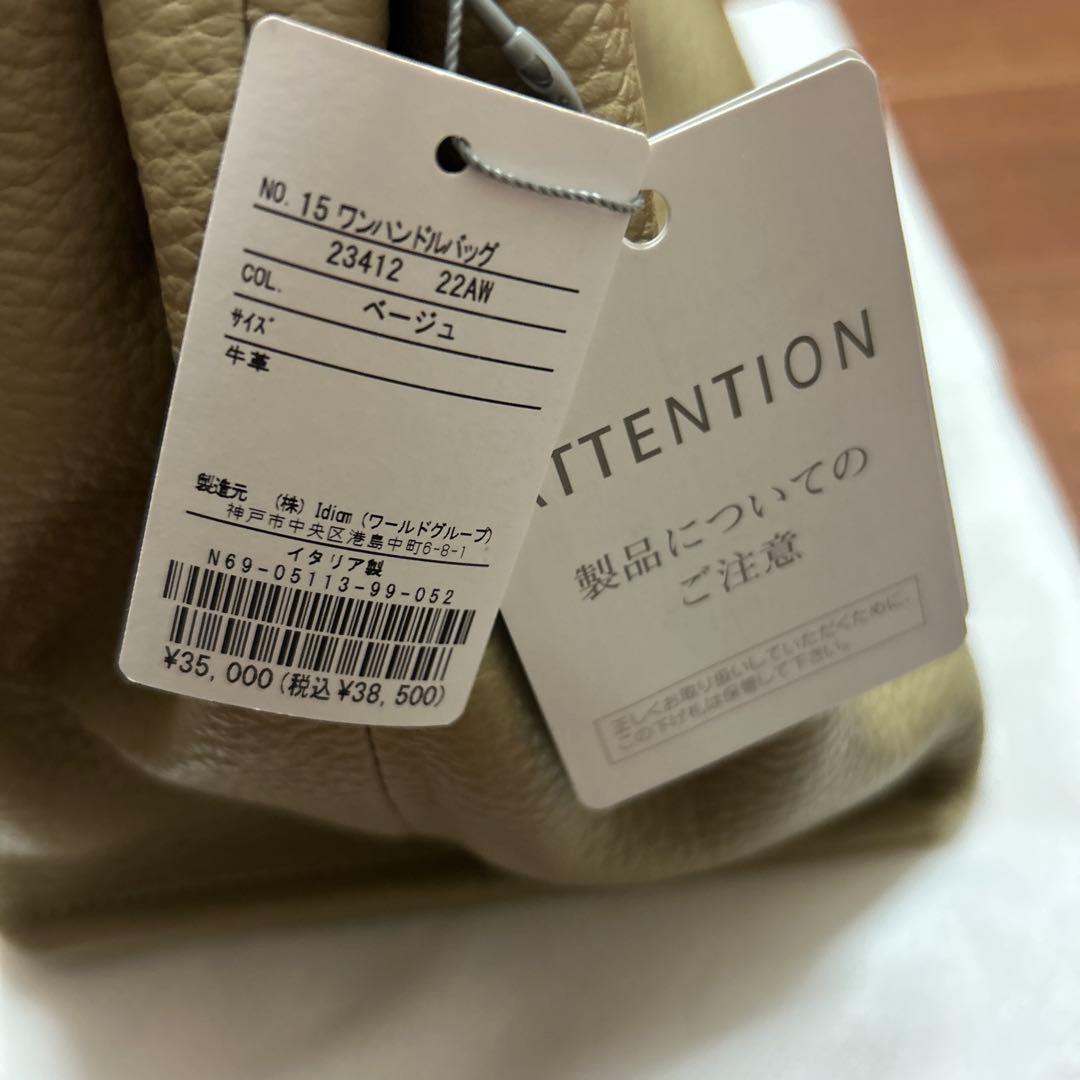 NO. 15 ワンハンドルバッグ
23412 22AW
COL. ベージュ
サイズ
牛革
製造元 (株) Idiom (ワールドグループ)
神戸市中央区港島中町6-8-1
イタリア製
N69-05113-99-052
¥35,000 (税込 ¥38,500)
ATTENTION
製品についての
ご注意
正しくお取り扱いしていただくために、
この下げ札は保管して下さい。